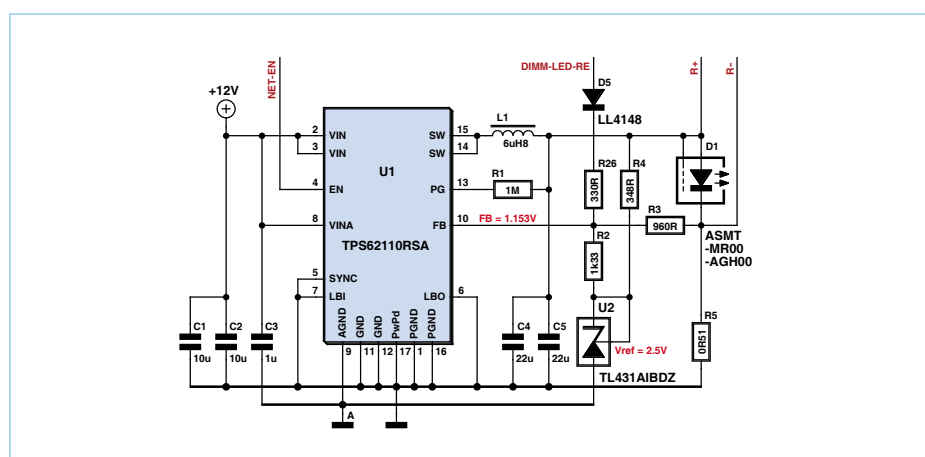 NET-EN
DIMM-LED-RE
R+
R-
+12V
D5
LL4148
L1
6uH8
D1
2 VIN
3 VIN
SW 15
SW 14
U1
R1
1M
R26
330R
R4
348R
4 EN
PG 13
8 VINA
FB 10
FB = 1.153V
R3
960R
TPS62110RSA
R2
1k33
ASMT
-MR00
-AGH00
5 SYNC
7 LBI
LBO 6
AGND
GND
GND
PwPd
PGND
PGND
9
11
12
17
1
16
C1
10u
C2
10u
C3
1u
C4
22u
C5
22u
U2
Vref = 2.5V
TL431AIBDZ
R5
0R51
A